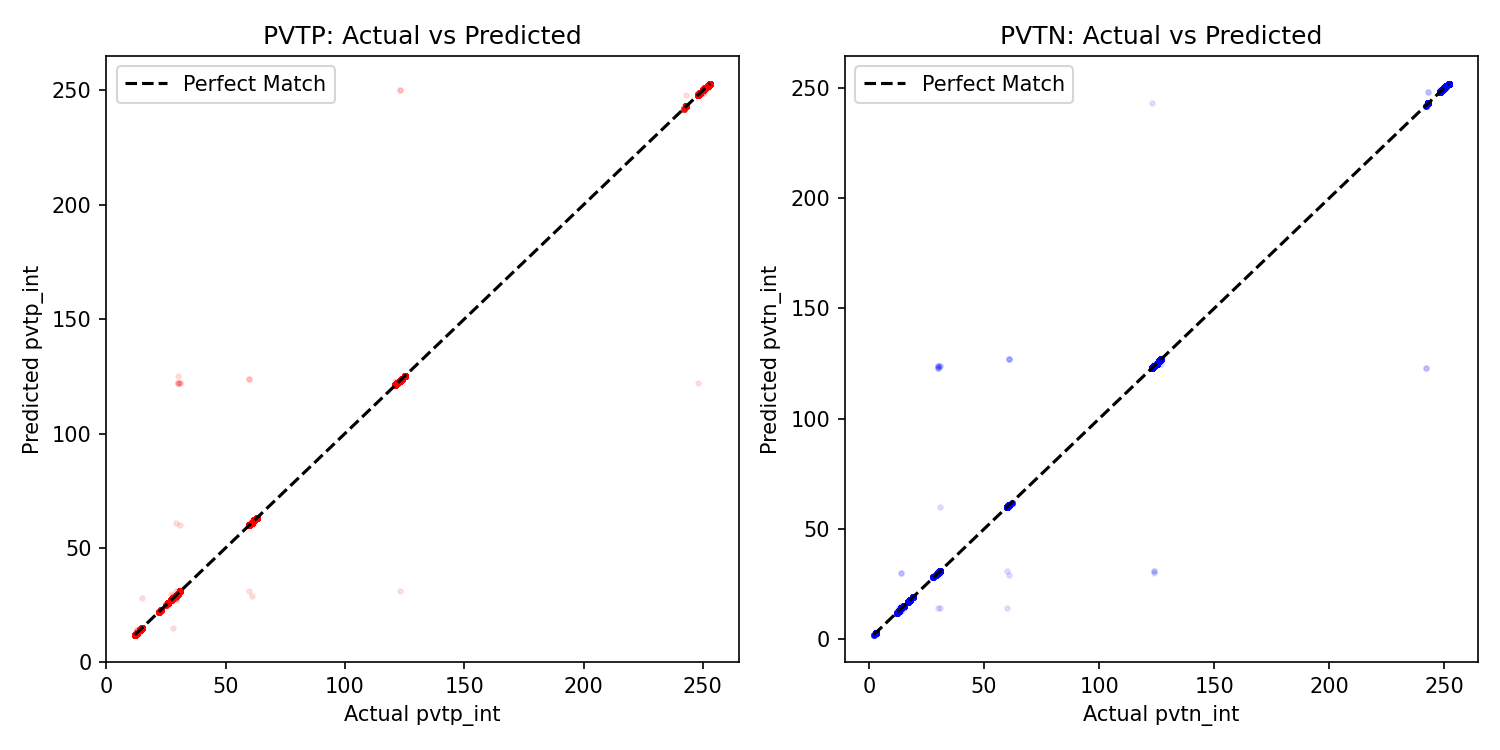 PVTP: Actual vs Predicted
Perfect Match
250
200
150
100
50
0
Predicted pvtp_int
0 50 100 150 200 250
Actual pvtp_int
PVTN: Actual vs Predicted
Perfect Match
250
200
150
100
50
0
Predicted pvtn_int
0 50 100 150 200 250
Actual pvtn_int